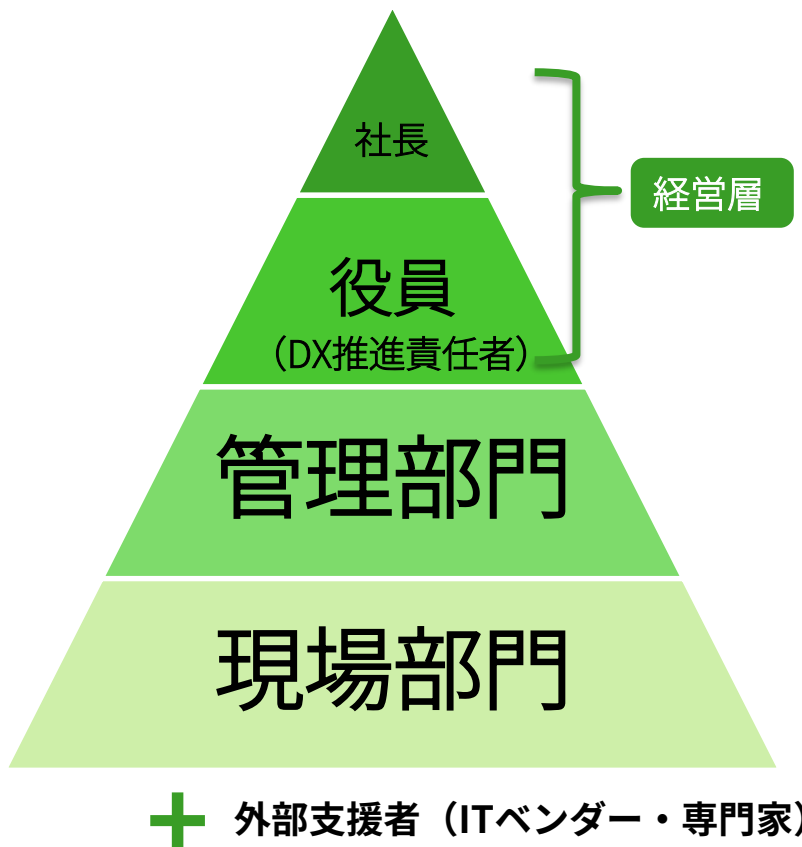 社長
経営層
役員
（DX推進責任者）
管理部門
現場部門
＋ 外部支援者（ITベンダー・専門家）